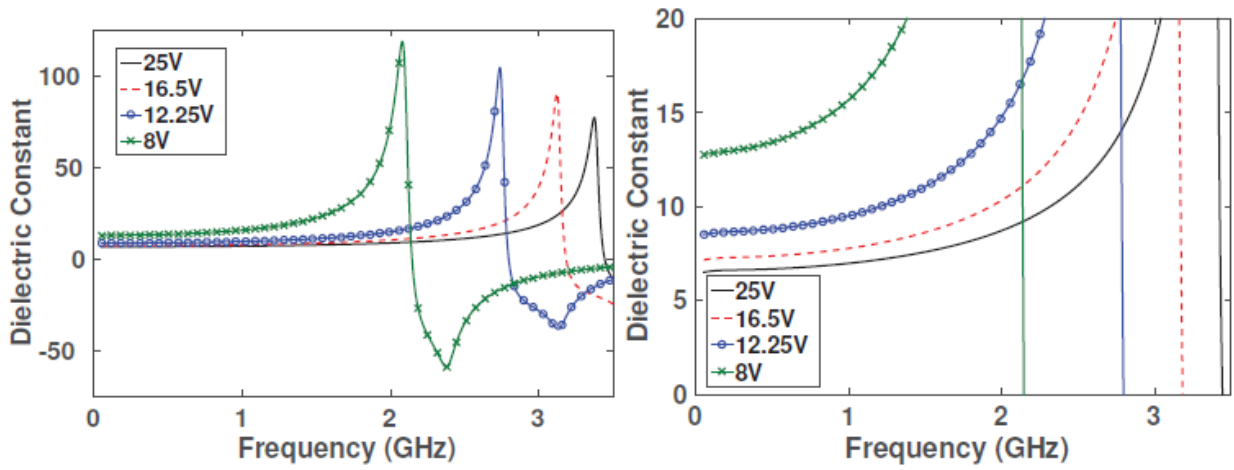 Dielectric Constant
100
50
0
-50
25V
16.5V
12.25V
8V
0
1
2
3
Frequency (GHz)
Dielectric Constant
20
15
10
5
0
25V
16.5V
12.25V
8V
1
2
3
Frequency (GHz)